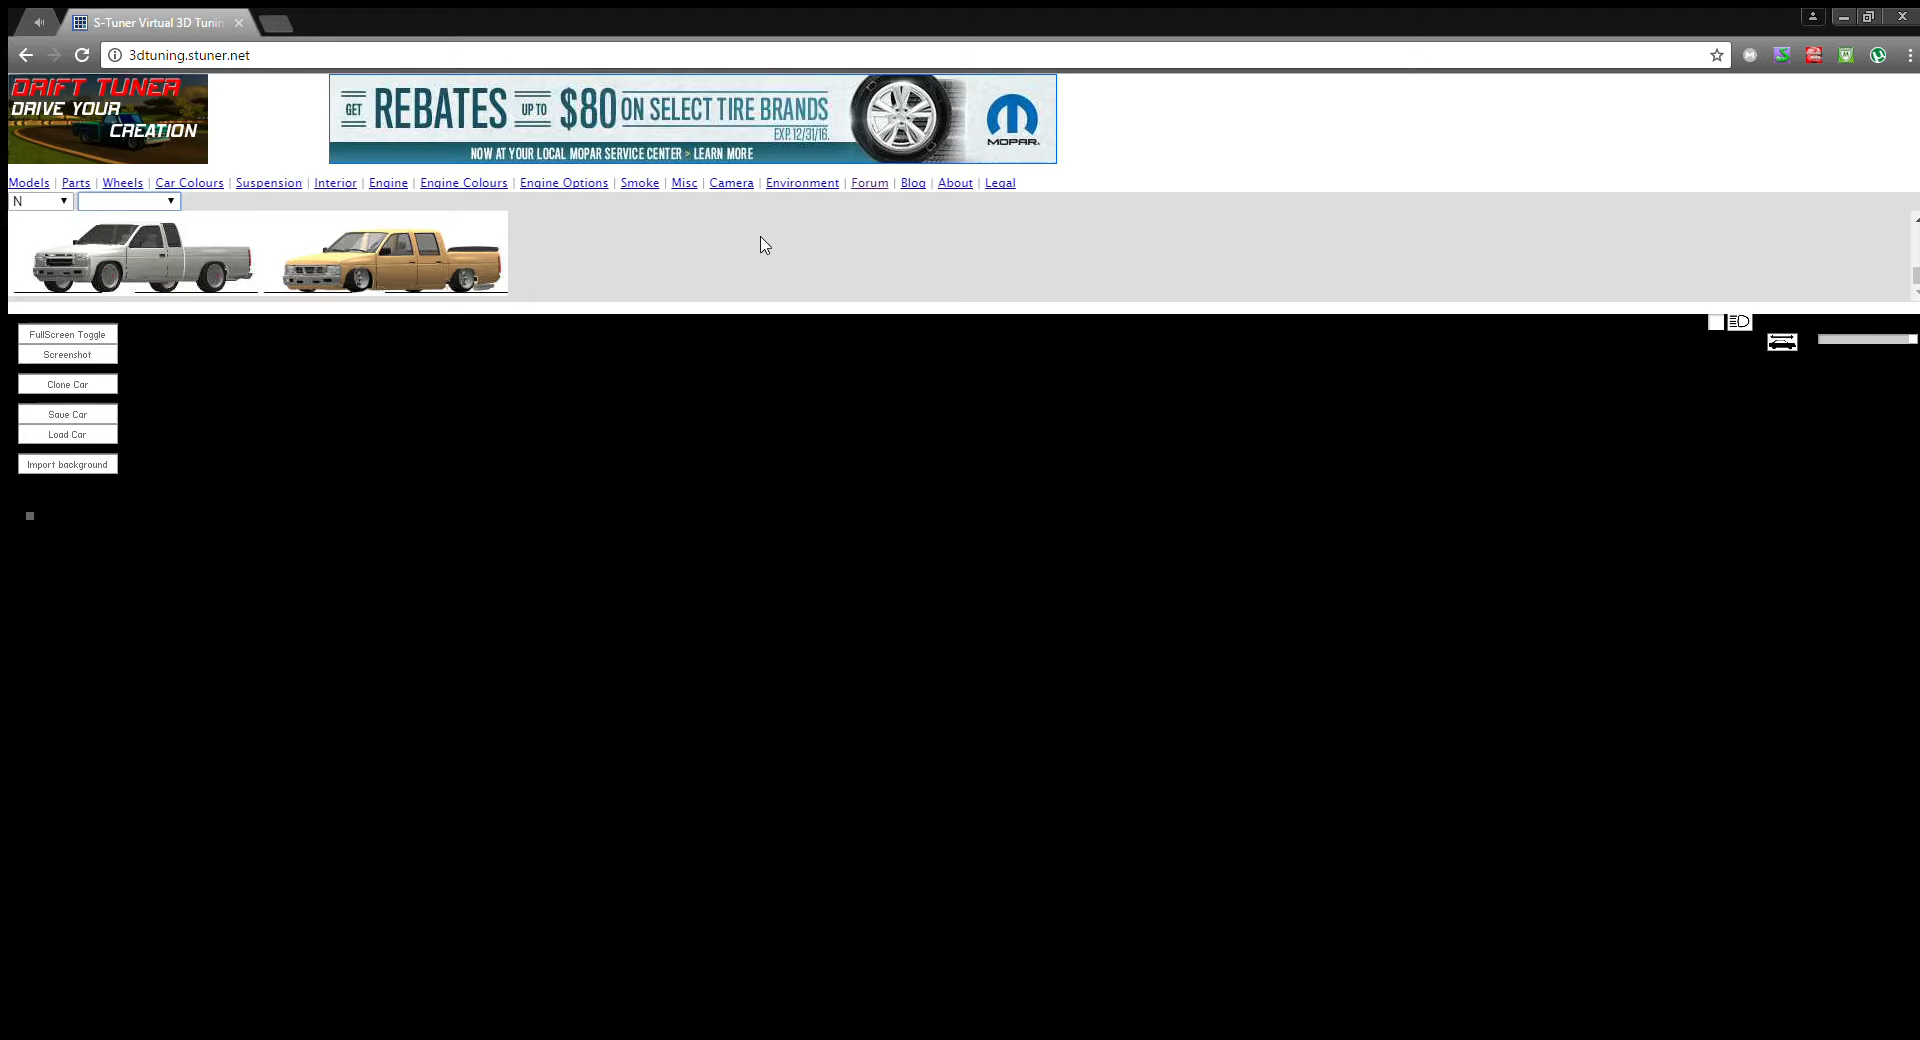 S-Tuner Virtual 3D Tunin
3dtuning.stuner.net
DRIFT TUNER
DRIVE YOUR
CREATION
GET REBATES UP TO $80 ON SELECT TIRE BRANDS
EXP. 12/31/16.
MOPAR
NOW AT YOUR LOCAL MOPAR SERVICE CENTER > LEARN MORE
Models | Parts | Wheels | Car Colours | Suspension | Interior | Engine | Engine Colours | Engine Options | Smoke | Misc | Camera | Environment | Forum | Blog | About | Legal
N
FullScreen Toggle
Screenshot
Clone Car
Save Car
Load Car
Import background